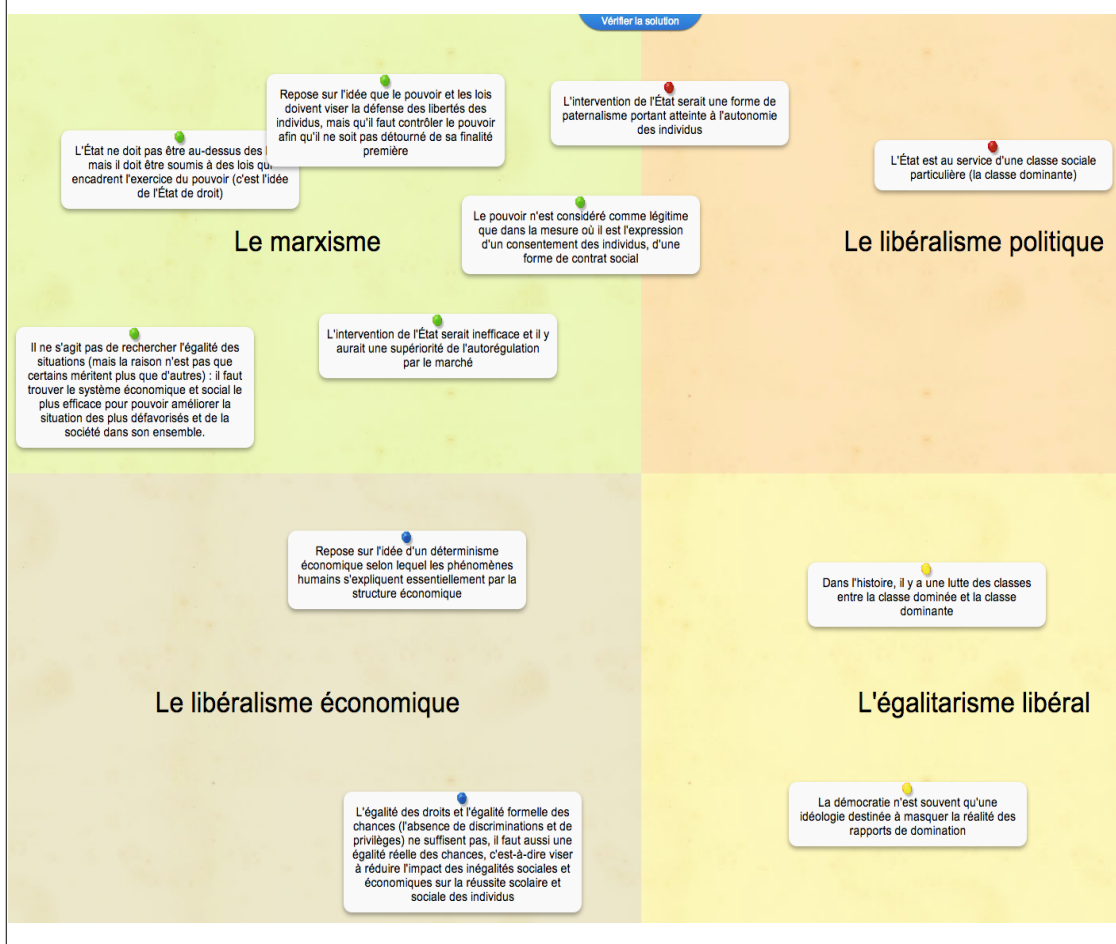 Vérifier la solution
Repose sur l'idée que le pouvoir et les lois
doivent viser la défense des libertés des
individus, mais qu'il faut contrôler le pouvoir
afin qu'il ne soit pas détourné de sa finalité
première
L'intervention de l'État serait une forme de
paternalisme portant atteinte à l'autonomie
des individus
L'État ne doit pas être au-dessus des
mais il doit être soumis à des lois qui
encadrent l'exercice du pouvoir (c'est l'idée
de l'État de droit)
L'État est au service d'une classe sociale
particulière (la classe dominante)
Le pouvoir n'est considéré comme légitime
que dans la mesure où il est l'expression
d'un consentement des individus, d'une
forme de contrat social
Le marxisme
Le libéralisme politique
Il ne s'agit pas de rechercher l'égalité des
situations (mais la raison n'est pas que
certains méritent plus que d'autres) : il faut
trouver le système économique et social le
plus efficace pour pouvoir améliorer la
situation des plus défavorisés et de la
société dans son ensemble.
L'intervention de l'État serait inefficace et il y
aurait une supériorité de l'autorégulation
par le marché
Repose sur l'idée d'un déterminisme
économique selon lequel les phénomènes
humains s'expliquent essentiellement par la
structure économique
Dans l'histoire, il y a une lutte des classes
entre la classe dominée et la classe
dominante
Le libéralisme économique
L'égalitarisme libéral
L'égalité des droits et l'égalité formelle des
chances (l'absence de discriminations et de
privilèges) ne suffisent pas, il faut aussi une
égalité réelle des chances, c'est-à-dire viser
à réduire l'impact des inégalités sociales et
économiques sur la réussite scolaire et
sociale des individus
La démocratie n'est souvent qu'une
idéologie destinée à masquer la réalité des
rapports de domination